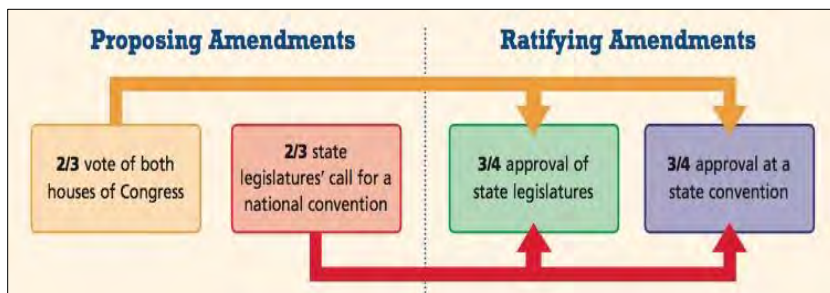 Proposing Amendments
Ratifying Amendments
2/3 vote of both
houses of Congress
2/3 state
legislatures' call for a
national convention
3/4 approval of
state legislatures
3/4 approval at a
state convention